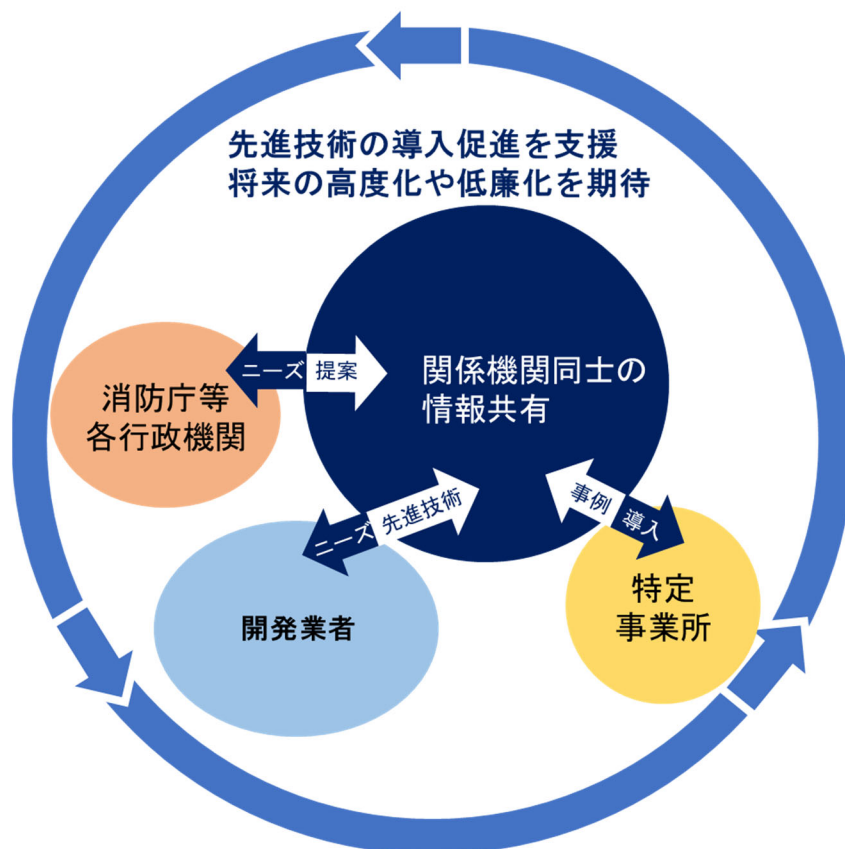 先進技術の導入促進を支援
将来の高度化や低廉化を期待
ニーズ 提案
関係機関同士の
情報共有
消防庁等
各行政機関
ニーズ 先進技術
事例 導入
開発業者
特定
事業所